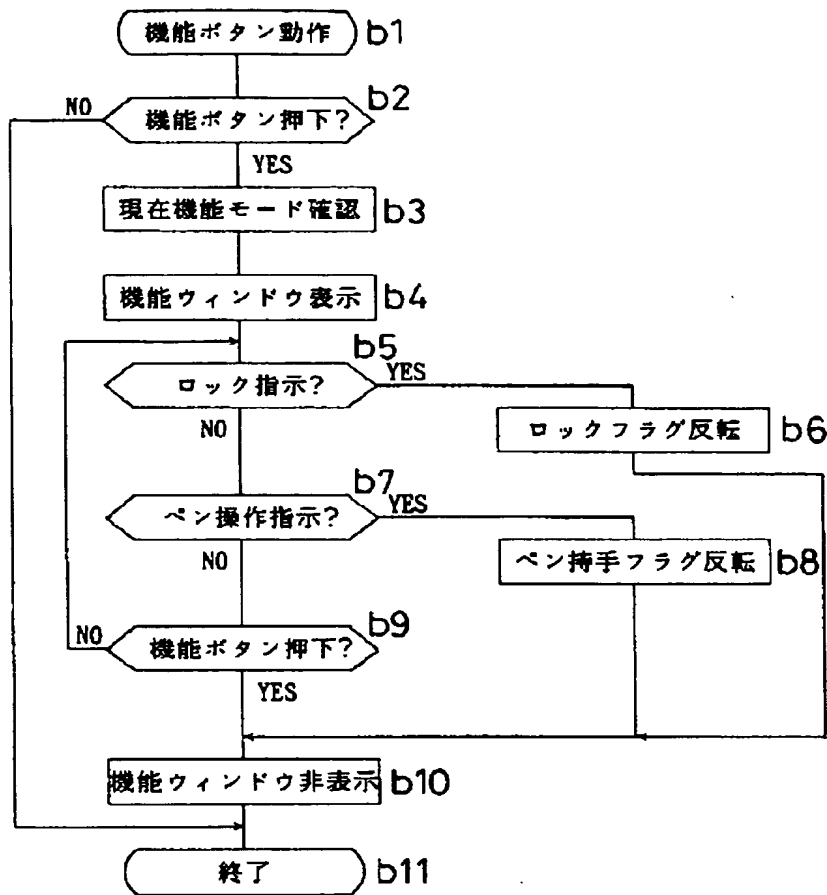 機能ボタン動作 b1
NO 機能ボタン押下? b2
YES
現在機能モード確認 b3
機能ウィンドウ表示 b4
b5
ロック指示? YES
NO
ロックフラグ反転 b6
b7
ペン操作指示? YES
NO
ペン持手フラグ反転 b8
NO 機能ボタン押下? b9
YES
機能ウィンドウ非表示 b10
終了 b11